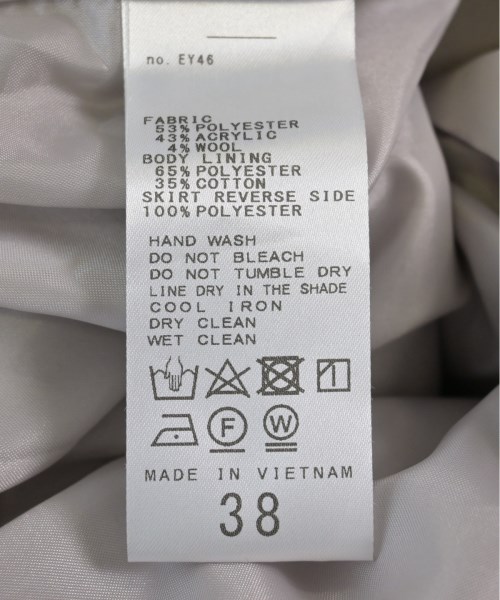 no. EY46
FABRIC
53% POLYESTER
43% ACRYLIC
4% WOOL
BODY LINING
65% POLYESTER
35% COTTON
SKIRT REVERSE SIDE
100% POLYESTER
HAND WASH
DO NOT BLEACH
DO NOT TUMBLE DRY
LINE DRY IN THE SHADE
COOL IRON
DRY CLEAN
WET CLEAN
F W
MADE IN VIETNAM
38